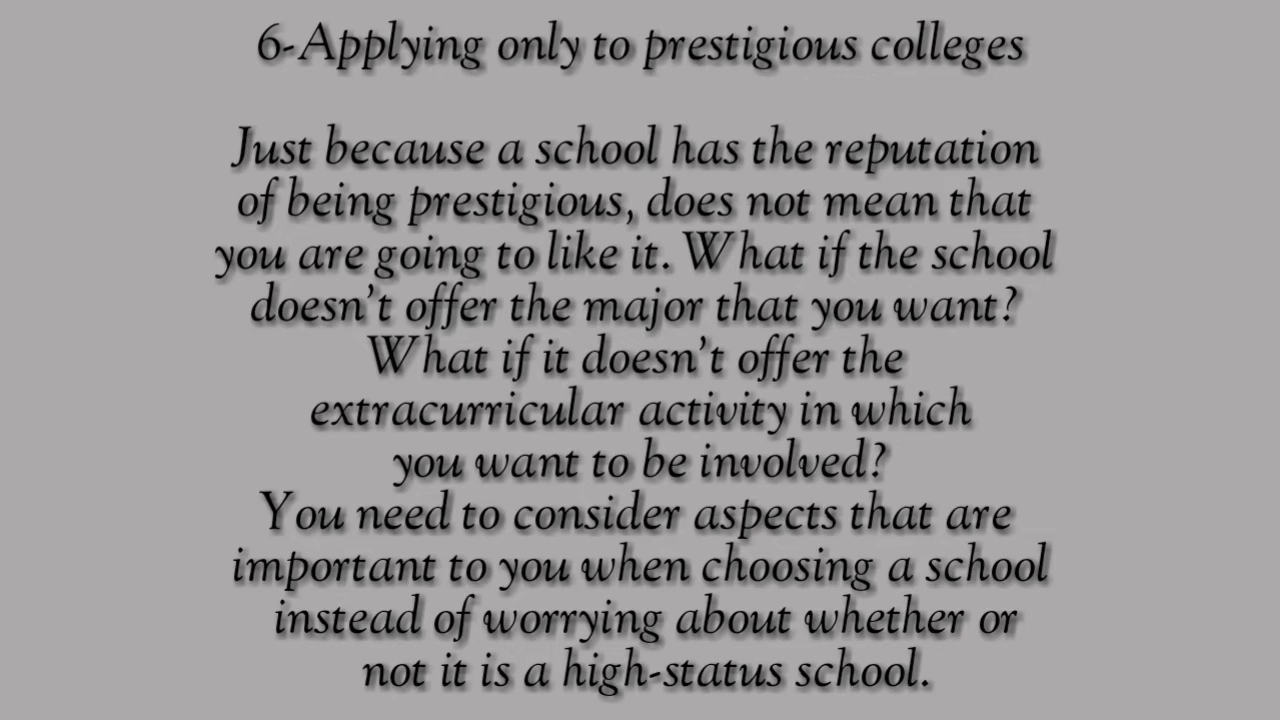 6-Applying only to prestigious colleges
Just because a school has the reputation
of being prestigious, does not mean that
you are going to like it. What if the school
doesn’t offer the major that you want?
What if it doesn’t offer the
extracurricular activity in which
you want to be involved?
You need to consider aspects that are
important to you when choosing a school
instead of worrying about whether or
not it is a high-status school.